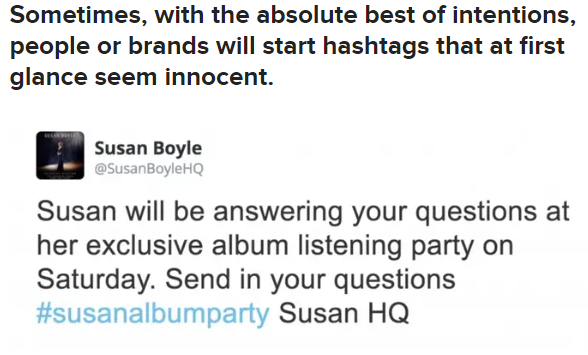 Sometimes, with the absolute best of intentions,
people or brands will start hashtags that at first
glance seem innocent.
Susan Boyle
@SusanBoyleHQ
Susan will be answering your questions at
her exclusive album listening party on
Saturday. Send in your questions
#susanalbumparty Susan HQ